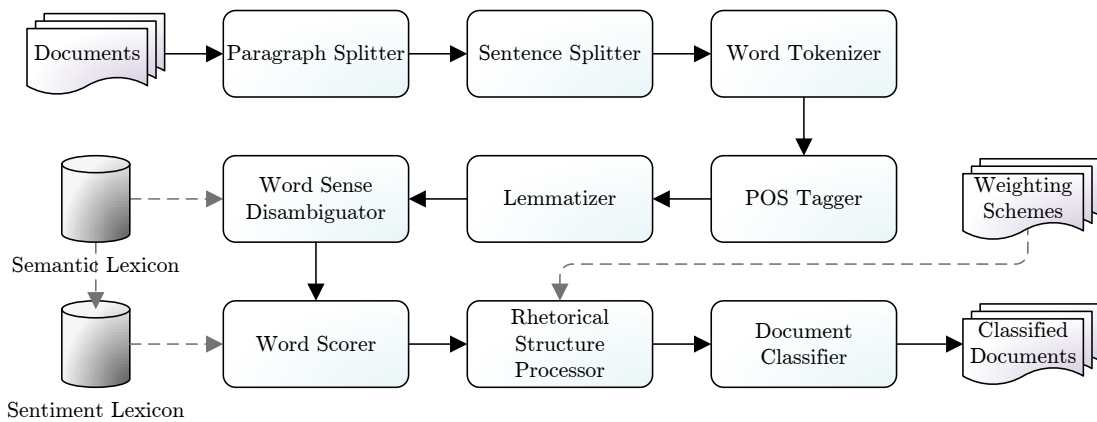 Documents
Paragraph Splitter
Sentence Splitter
Word Tokenizer
Word Sense
Disambiguator
Lemmatizer
POS Tagger
Weighting
Schemes
Semantic Lexicon
Word Scorer
Rhetorical
Structure
Processor
Document
Classifier
Classified
Documents
Sentiment Lexicon